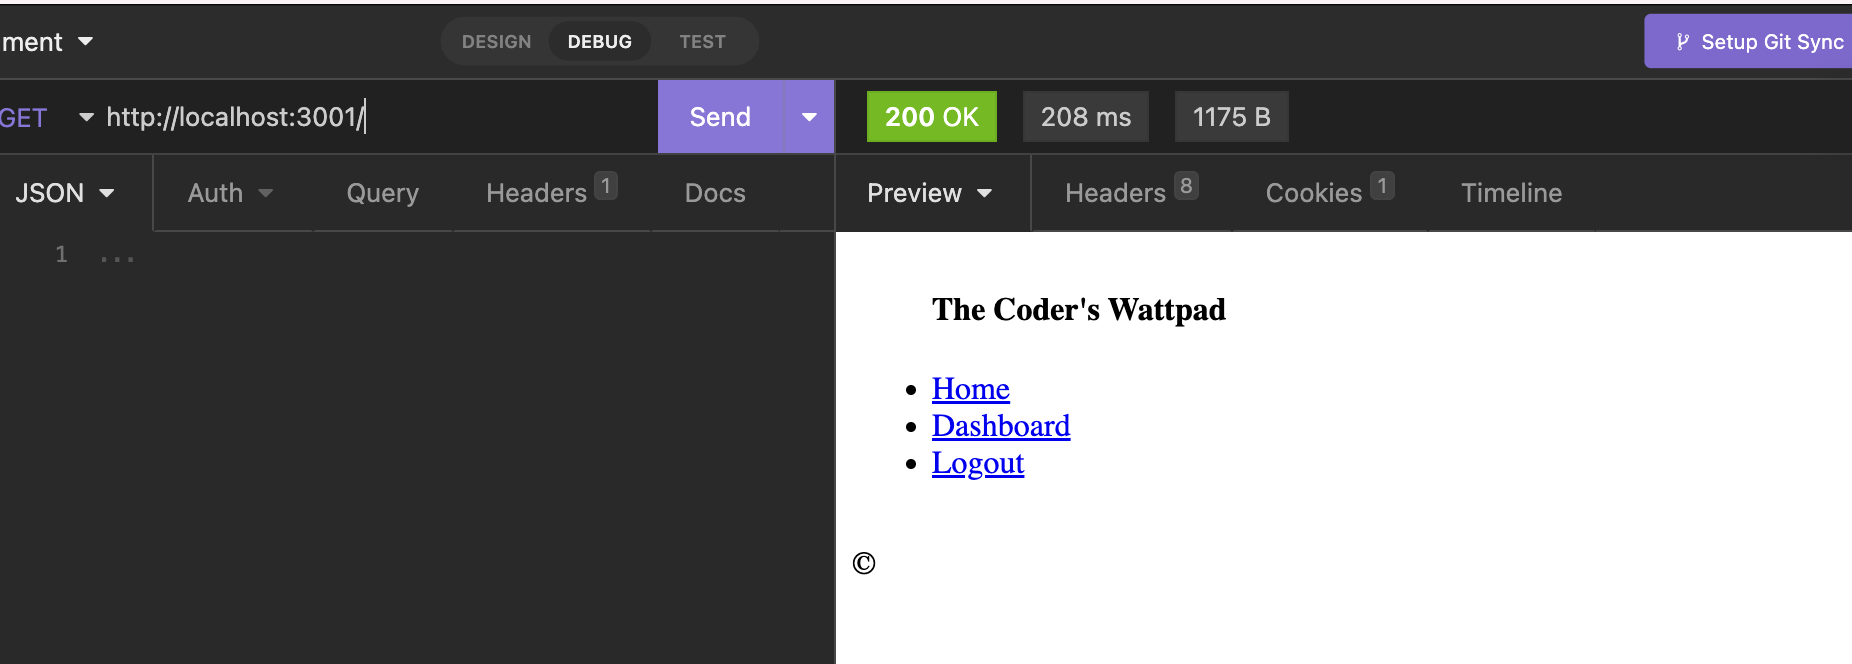 ment
DESIGN DEBUG TEST
Setup Git Sync
GET http://localhost:3001/ Send
200 OK 208 ms 1175 B
JSON Auth Query Headers 1 Docs
Preview Headers 8 Cookies 1 Timeline
1 ...
The Coder's Wattpad
• Home
• Dashboard
• Logout
©